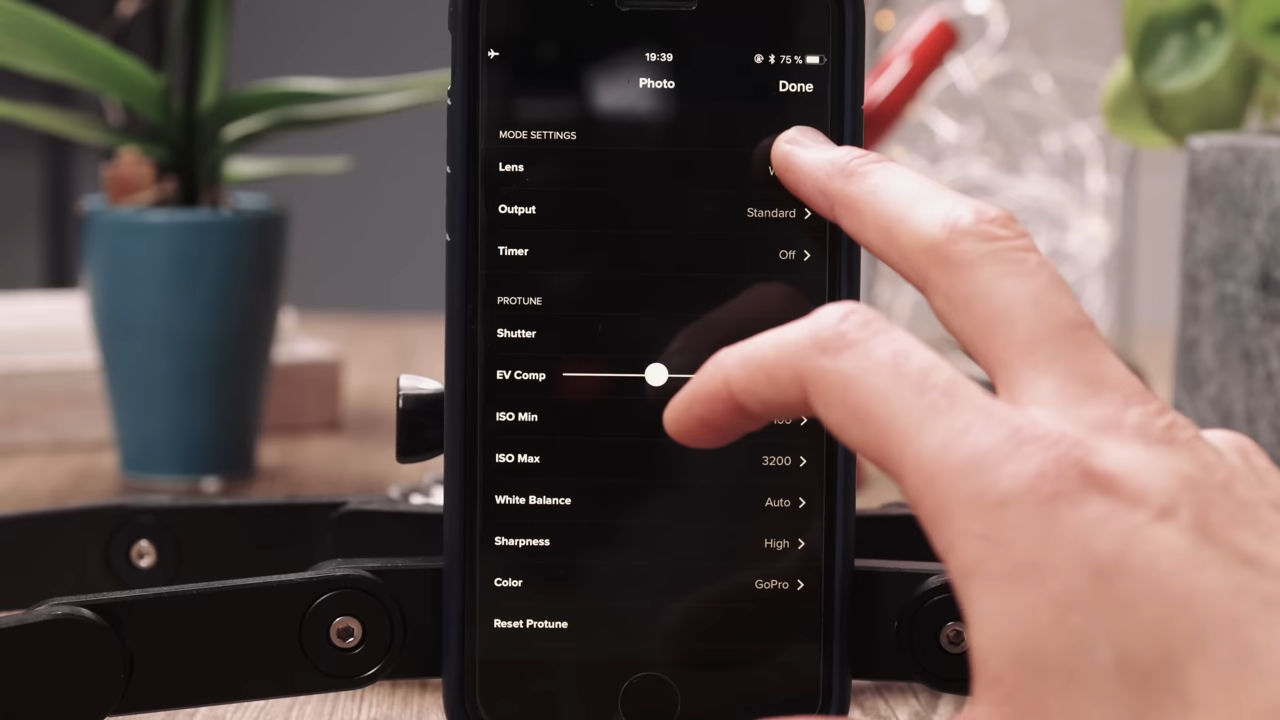 19:39
75 %
Photo
Done
MODE SETTINGS
Lens
Output Standard
Timer Off
PROTUNE
Shutter
EV Comp
ISO Min 100
ISO Max 3200
White Balance Auto
Sharpness High
Color GoPro
Reset Protune